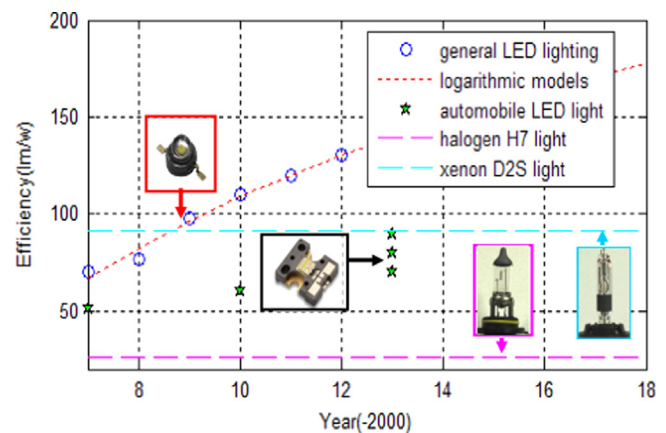 200
150
100
50
Efficiency(lm/w)
general LED lighting
logarithmic models
automobile LED light
halogen H7 light
xenon D2S light
8
10
12
14
16
18
Year(-2000)